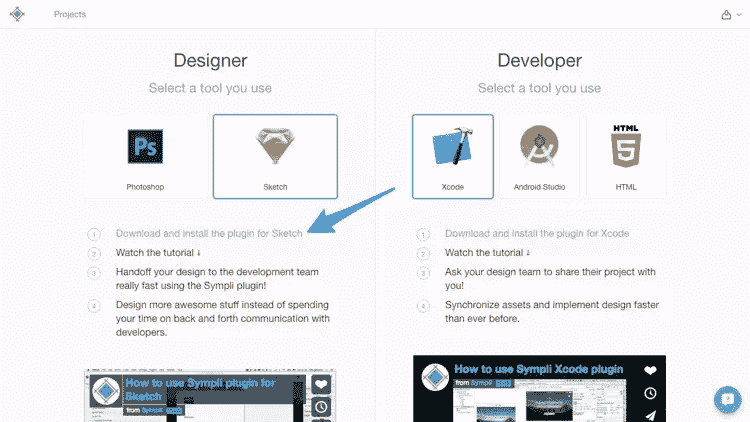 Projects
Designer
Select a tool you use
Ps
Photoshop
Sketch
1 Download and install the plugin for Sketch
2 Watch the tutorial ↓
3 Handoff your design to the development team
really fast using the Sympli plugin!
4 Design more awesome stuff instead of spending
your time on back and forth communication with
developers.
How to use Sympli plugin for
Sketch
from Sympli
Developer
Select a tool you use
Xcode
Android Studio
HTML
5
HTML
1 Download and install the plugin for Xcode
2 Watch the tutorial ↓
3 Ask your design team to share their project with
you!
4 Synchronize assets and implement design faster
than ever before.
How to use Sympli Xcode plugin
from Sympli